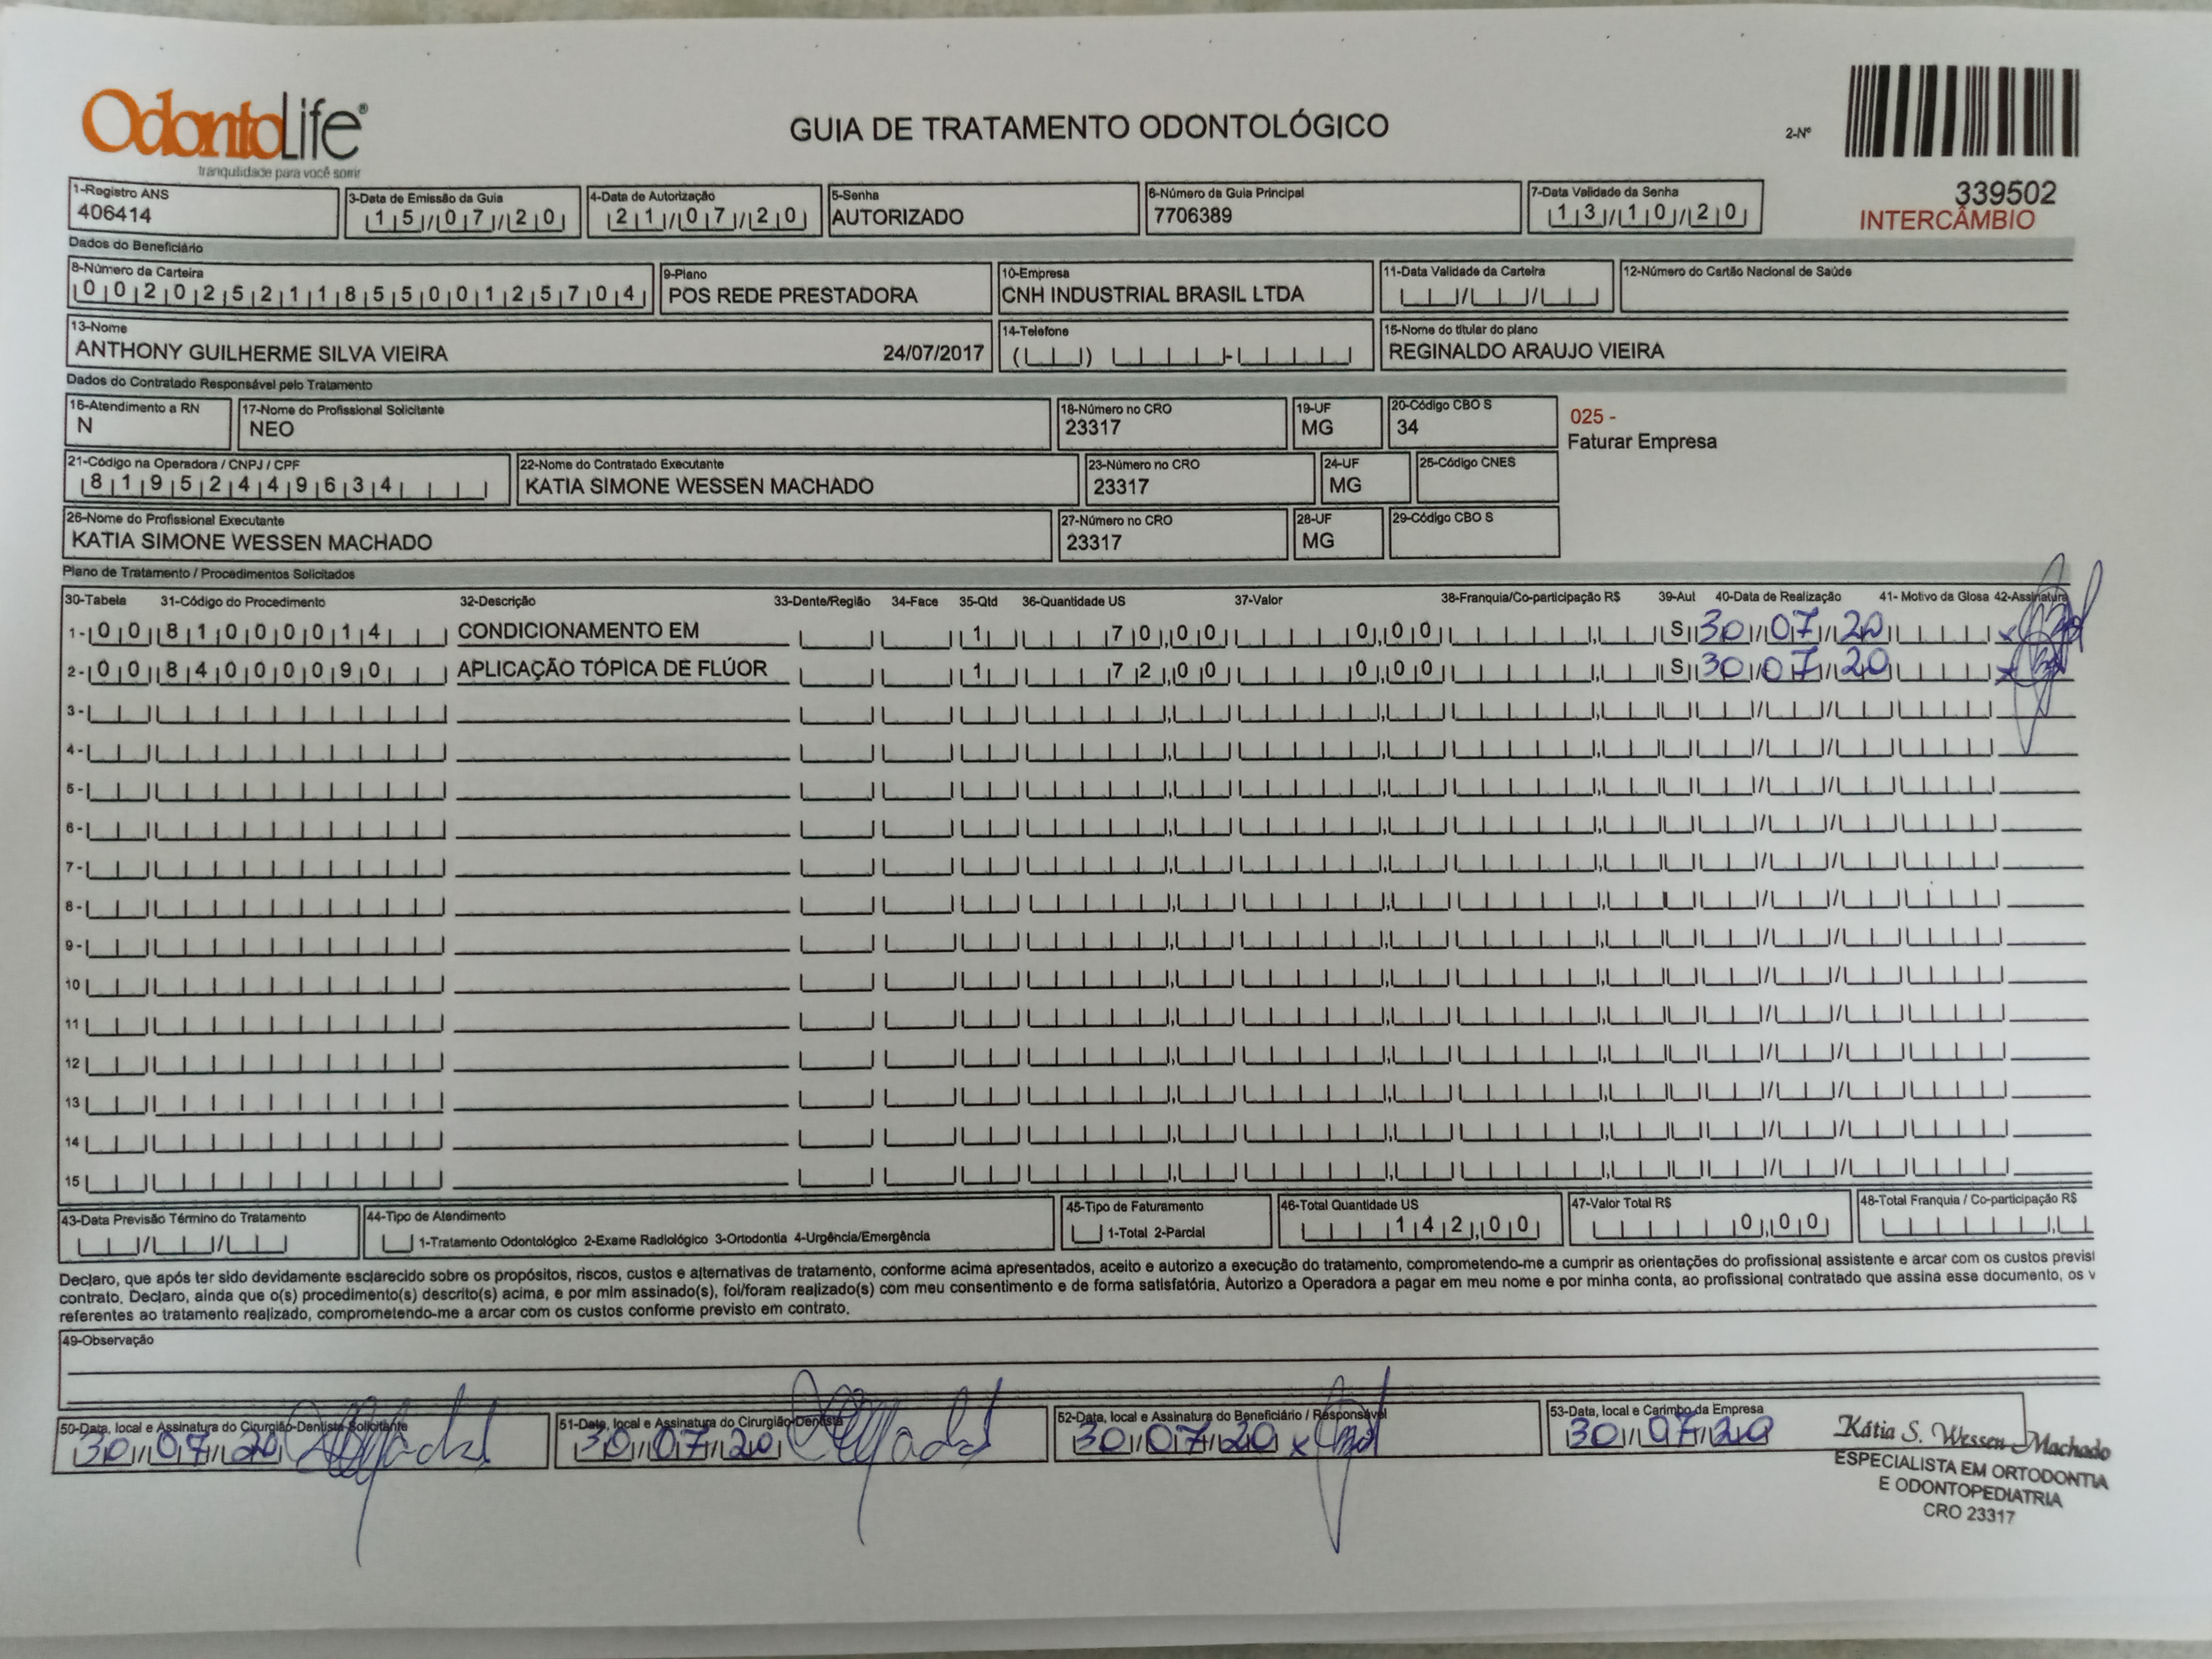 OdontoLife®
tranquilidade para você sorrir
GUIA DE TRATAMENTO ODONTOLÓGICO
2-Nº
339502
INTERCÂMBIO
1-Registro ANS
406414
3-Data de Emissão da Guia
15/07/20
4-Data de Autorização
21/07/20
5-Senha
AUTORIZADO
6-Número da Guia Principal
7706389
7-Data Validade da Senha
13/10/20
Dados do Beneficiário
8-Número da Carteira
00202521185500125704
9-Plano
POS REDE PRESTADORA
10-Empresa
CNH INDUSTRIAL BRASIL LTDA
11-Data Validade da Carteira
12-Número do Cartão Nacional de Saúde
13-Nome
ANTHONY GUILHERME SILVA VIEIRA 24/07/2017
14-Telefone
15-Nome do titular do plano
REGINALDO ARAUJO VIEIRA
Dados do Contratado Responsável pelo Tratamento
16-Atendimento a RN
N
17-Nome do Profissional Solicitante
NEO
18-Número no CRO
23317
19-UF
MG
20-Código CBO S
34
025 -
Faturar Empresa
21-Código na Operadora / CNPJ / CPF
81952449634
22-Nome do Contratado Executante
KATIA SIMONE WESSEN MACHADO
23-Número no CRO
23317
24-UF
MG
25-Código CNES
26-Nome do Profissional Executante
KATIA SIMONE WESSEN MACHADO
27-Número no CRO
23317
28-UF
MG
29-Código CBO S
Plano de Tratamento / Procedimentos Solicitados
30-Tabela 31-Código do Procedimento 32-Descrição 33-Dente/Região 34-Face 35-Qtd 36-Quantidade US 37-Valor 38-Franquia/Co-participação R$ 39-Aut 40-Data de Realização 41- Motivo da Glosa 42-Assinatura
1- 00 81000014 CONDICIONAMENTO EM 1 70,00 0,00 S 30/07/20 x
2- 00 84000090 APLICAÇÃO TÓPICA DE FLÚOR 1 72,00 0,00 S 30/07/20 x
3-
4-
5-
6-
7-
8-
9-
10
11
12
13
14
15
43-Data Previsão Término do Tratamento
44-Tipo de Atendimento
1-Tratamento Odontológico 2-Exame Radiológico 3-Ortodontia 4-Urgência/Emergência
45-Tipo de Faturamento
1-Total 2-Parcial
46-Total Quantidade US
142,00
47-Valor Total R$
0,00
48-Total Franquia / Co-participação R$
Declaro, que após ter sido devidamente esclarecido sobre os propósitos, riscos, custos e alternativas de tratamento, conforme acima apresentados, aceito e autorizo a execução do tratamento, comprometendo-me a cumprir as orientações do profissional assistente e arcar com os custos previst
contrato. Declaro, ainda que o(s) procedimento(s) descrito(s) acima, e por mim assinado(s), foi/foram realizado(s) com meu consentimento e de forma satisfatória. Autorizo a Operadora a pagar em meu nome e por minha conta, ao profissional contratado que assina esse documento, os v
referentes ao tratamento realizado, comprometendo-me a arcar com os custos conforme previsto em contrato.
49-Observação
50-Data, local e Assinatura do Cirurgião-Dentista Solicitante
30/07/20
51-Data, local e Assinatura do Cirurgião-Dentista
30/07/20
52-Data, local e Assinatura do Beneficiário / Responsável
30/07/20 x
53-Data, local e Carimbo da Empresa
30/07/20
Kátia S. Wessen Machado
ESPECIALISTA EM ORTODONTIA
E ODONTOPEDIATRIA
CRO 23317